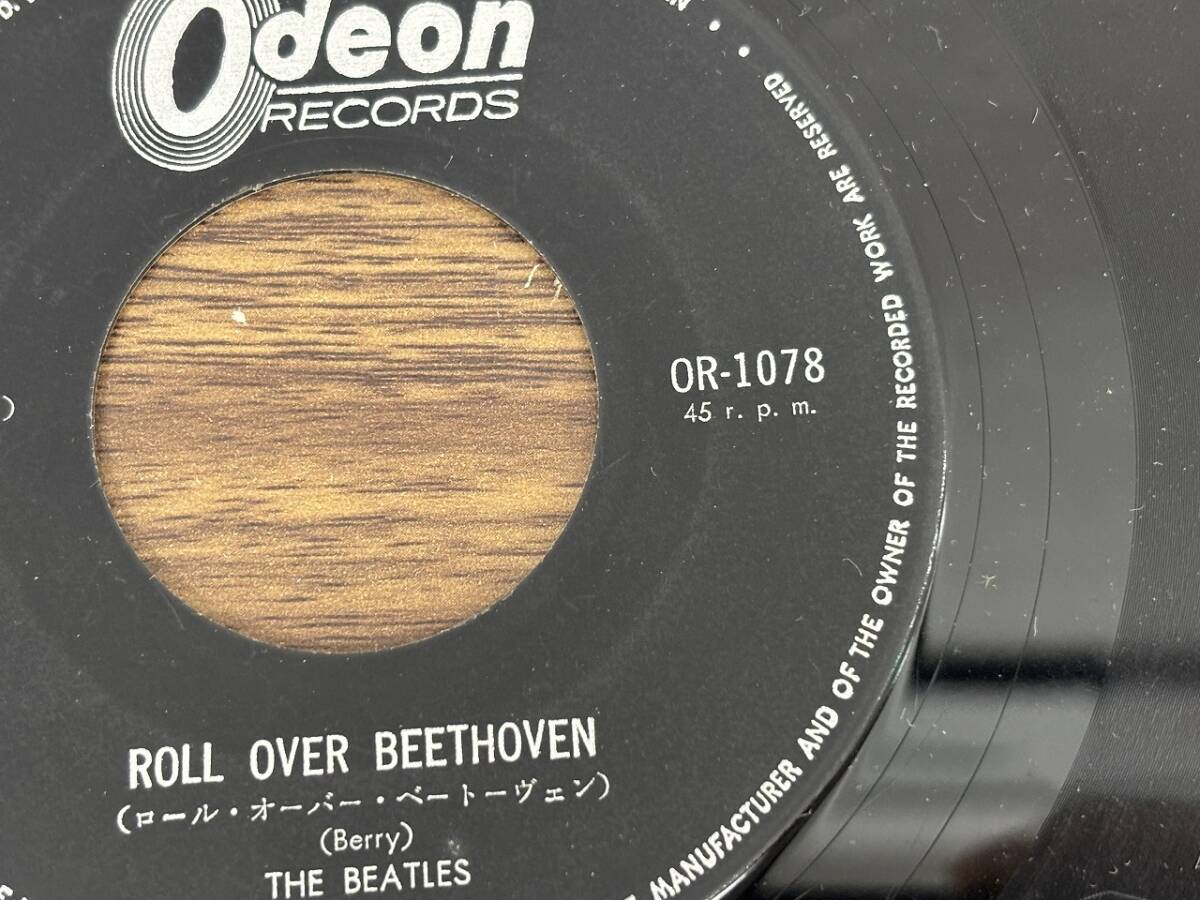 Odeon
RECORDS
OR-1078
45 r. p. m.
ROLL OVER BEETHOVEN
(ロール・オーバー・ベートーヴェン)
(Berry)
THE BEATLES
MANUFACTURER AND OF THE OWNER OF THE RECORDED WORK ARE RESERVED